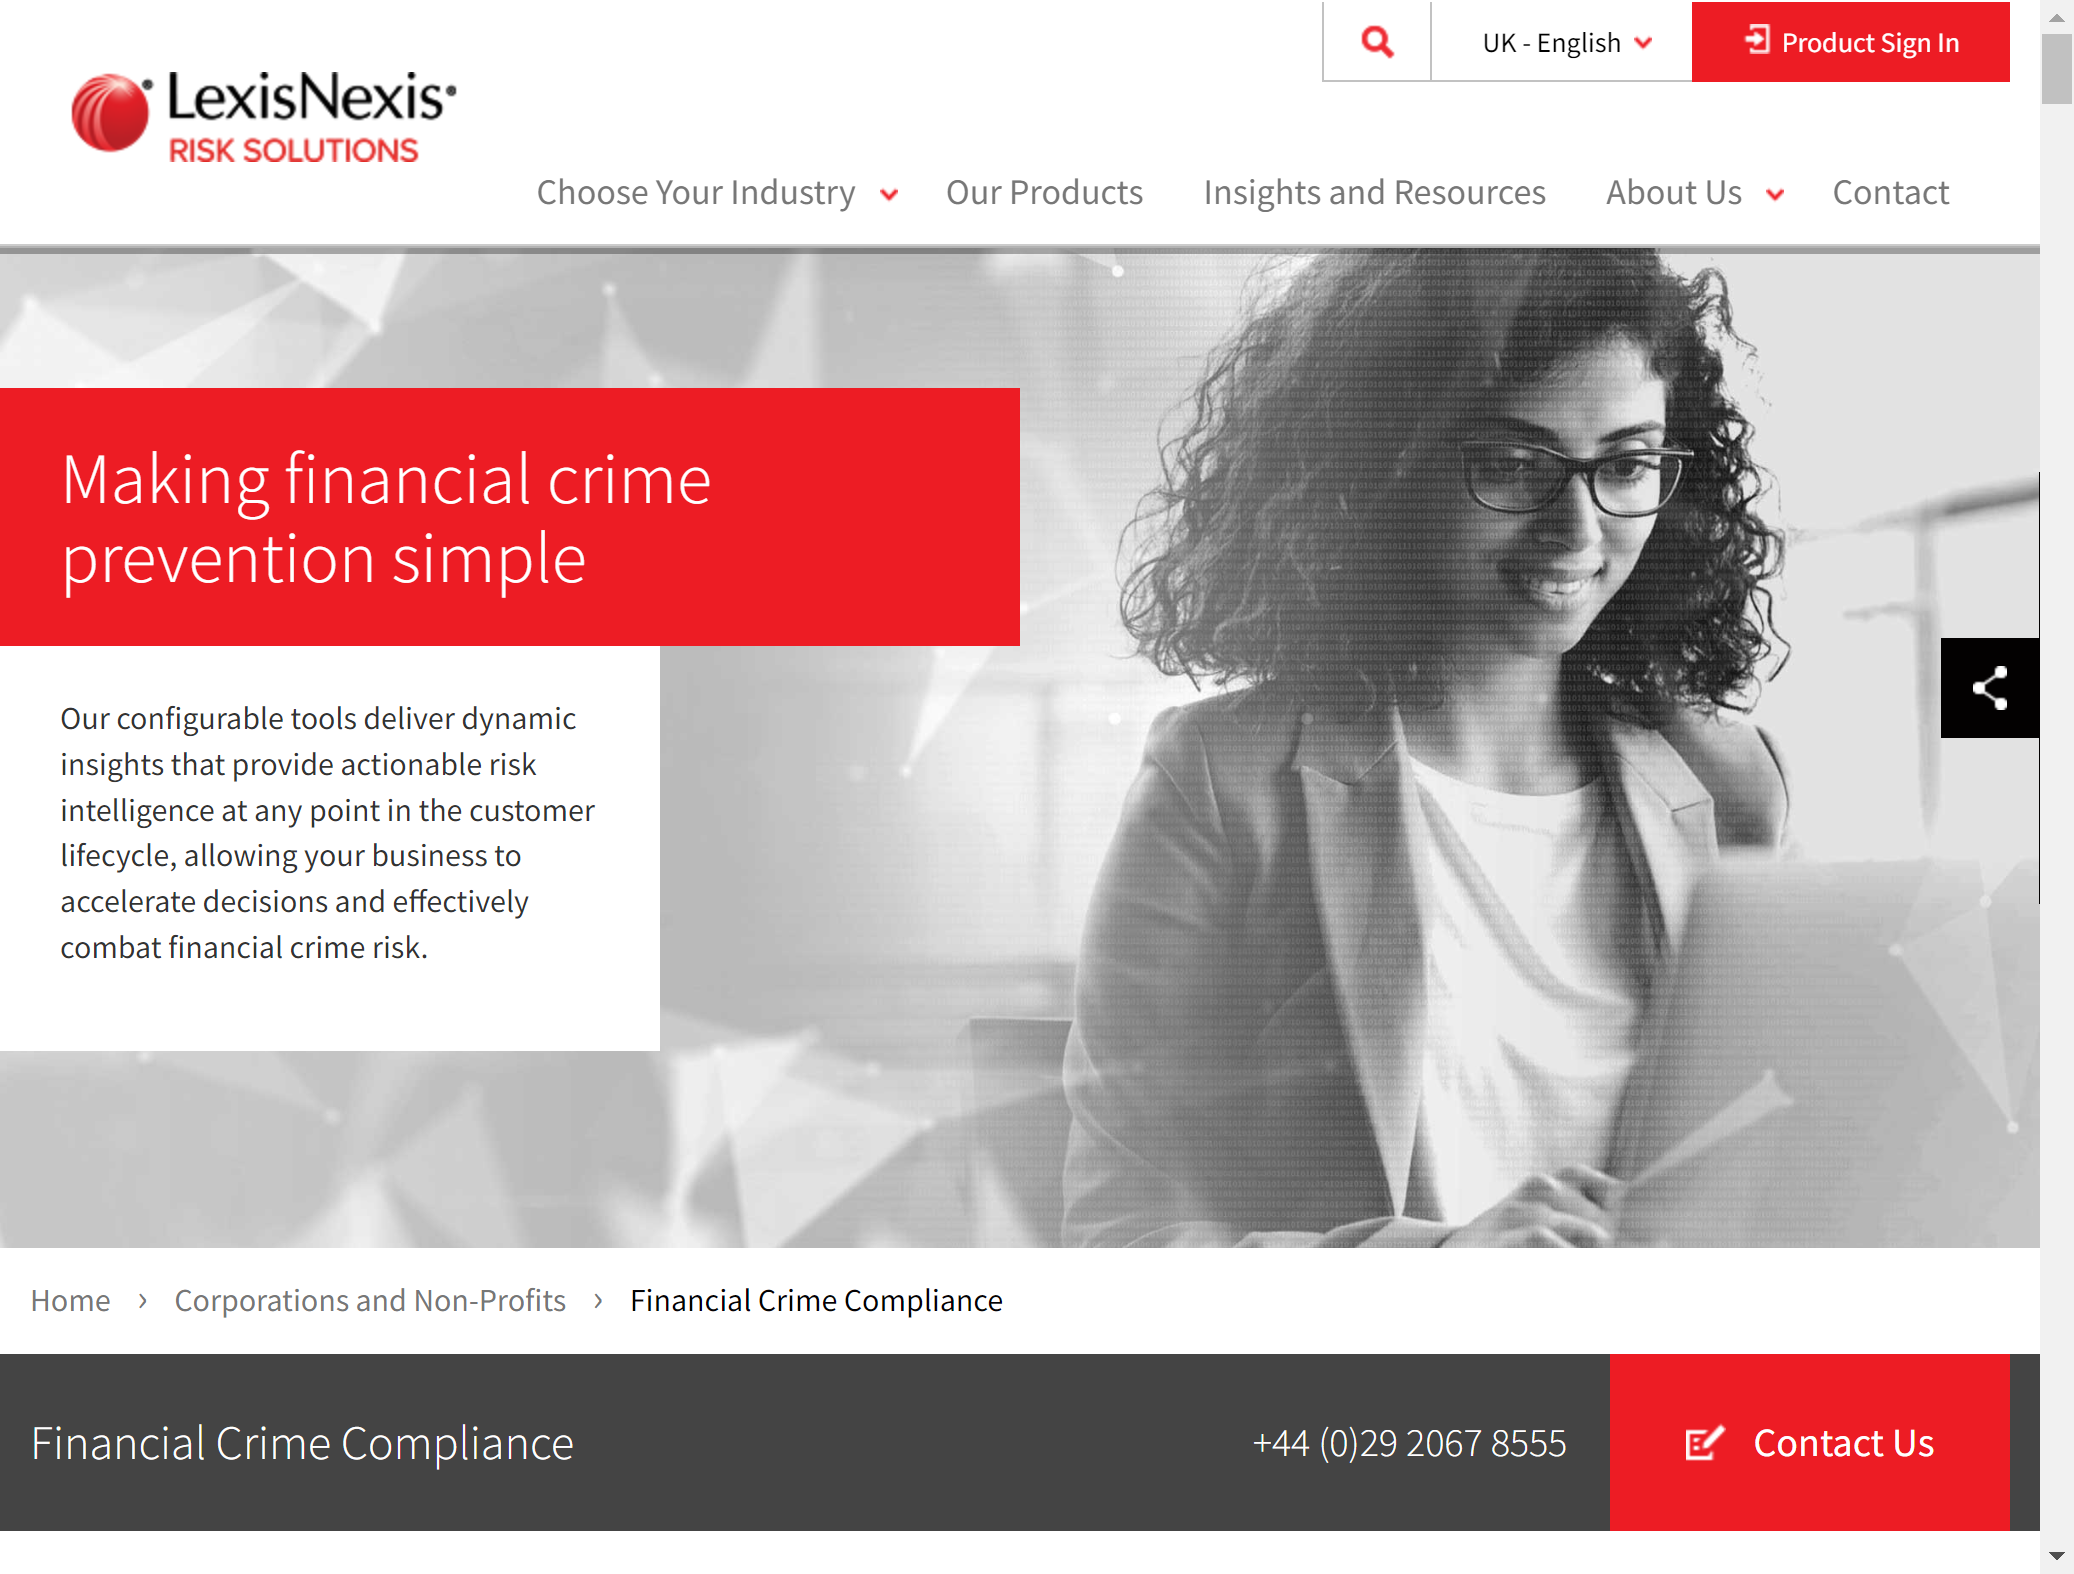 UK - English
Product Sign In
LexisNexis
RISK SOLUTIONS
Choose Your Industry
Our Products
Insights and Resources
About Us
Contact
Making financial crime
prevention simple
Our configurable tools deliver dynamic
insights that provide actionable risk
intelligence at any point in the customer
lifecycle, allowing your business to
accelerate decisions and effectively
combat financial crime risk.
Home › Corporations and Non-Profits › Financial Crime Compliance
Financial Crime Compliance
+44 (0)29 2067 8555
Contact Us